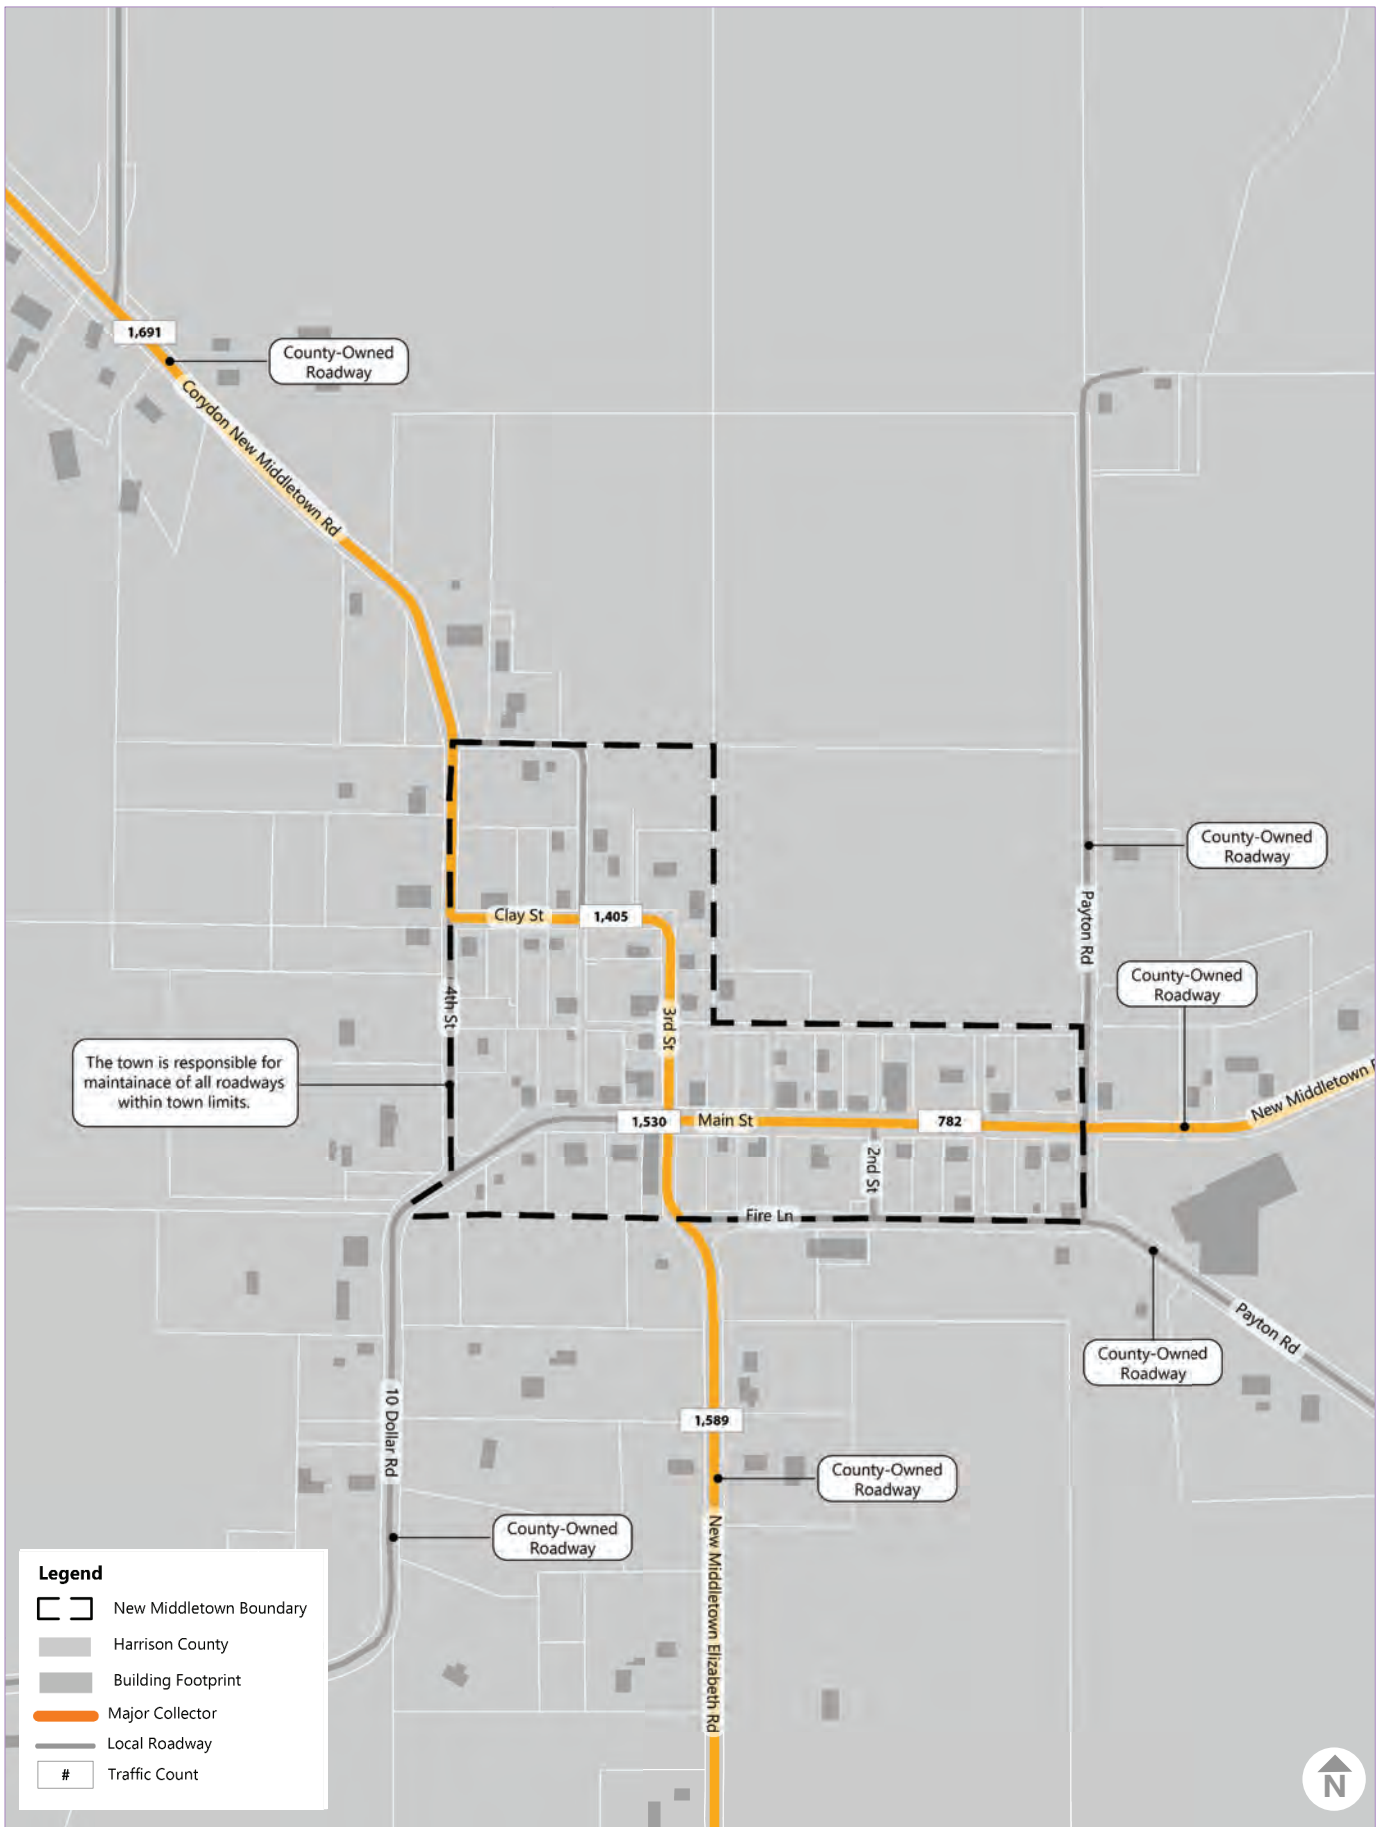 1,691
County-Owned
Roadway
Corydon New Middletown Rd
County-Owned
Roadway
Payton Rd
Clay St
1,405
County-Owned
Roadway
4th St
3rd St
The town is responsible for
maintainace of all roadways
within town limits.
New Middletown R
1,530
Main St
782
2nd St
Fire Ln
Payton Rd
County-Owned
Roadway
10 Dollar Rd
1,589
County-Owned
Roadway
County-Owned
Roadway
New Middletown Elizabeth Rd
Legend
New Middletown Boundary
Harrison County
Building Footprint
Major Collector
Local Roadway
# Traffic Count
N